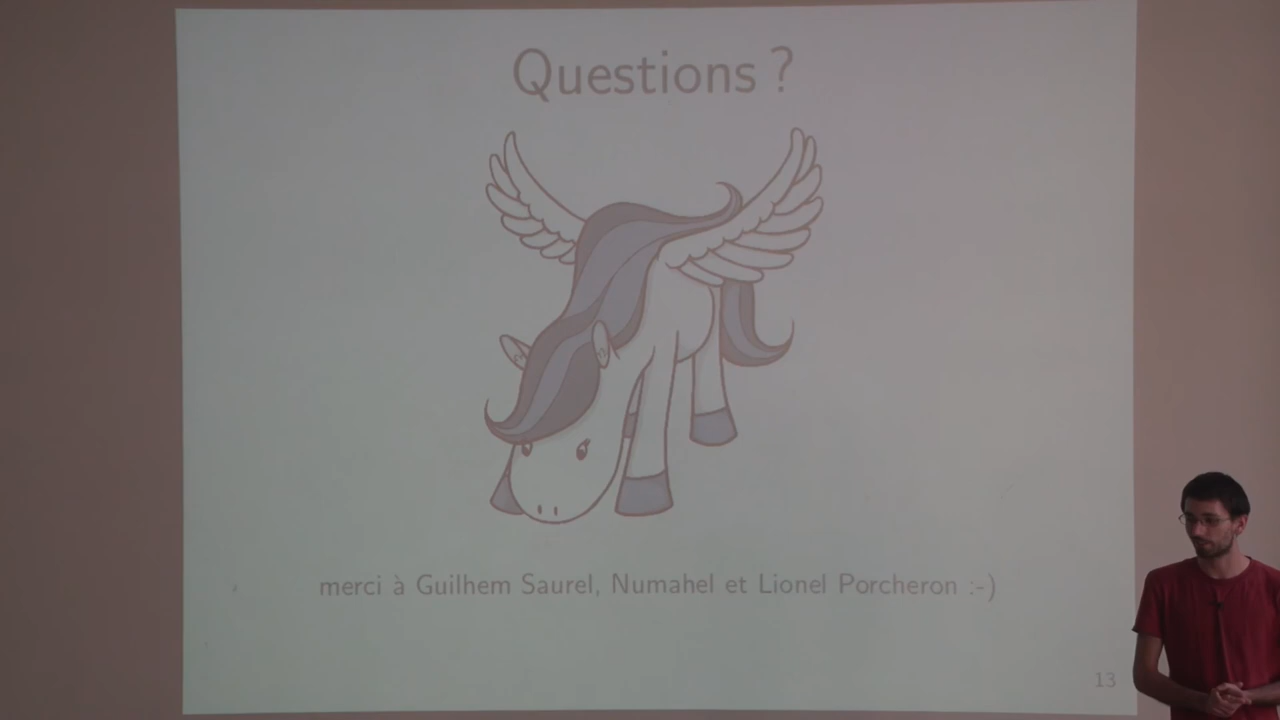 Questions ?
merci à Guilhem Saurel, Numahel et Lionel Porcheron :-)
13